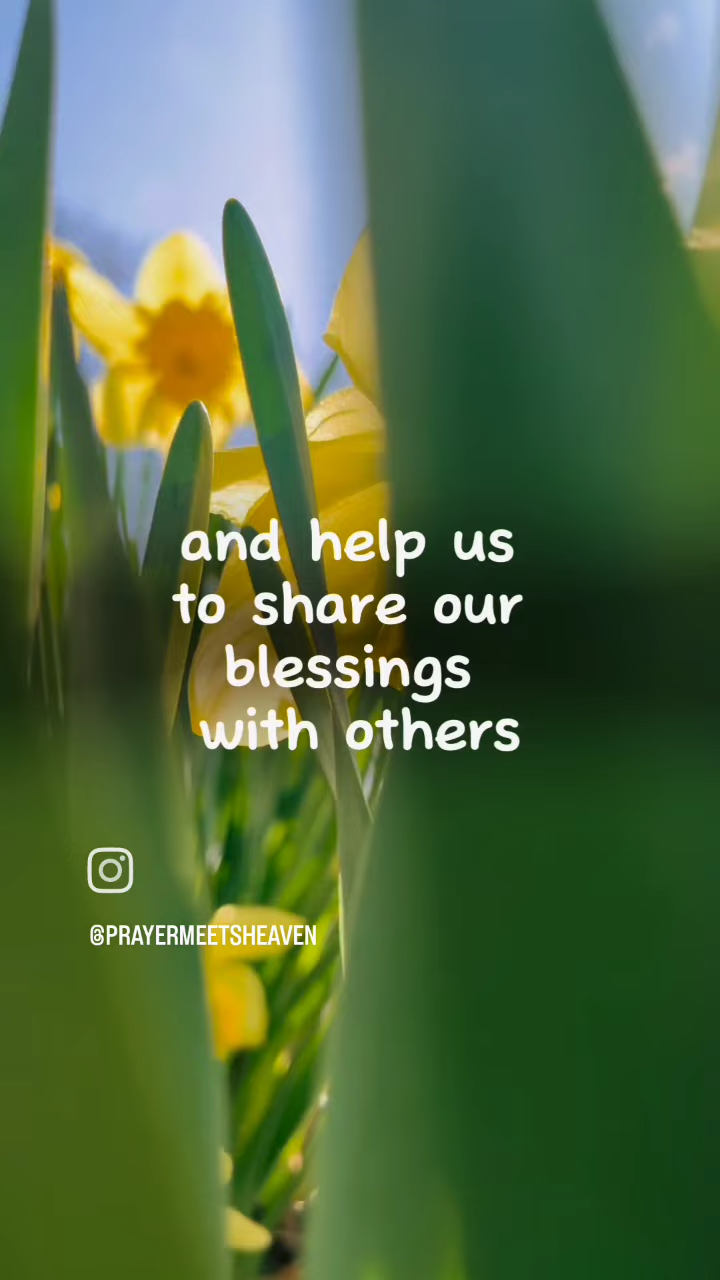 and help us
to share our
blessings
with others
@PRAYERMEETSHEAVEN